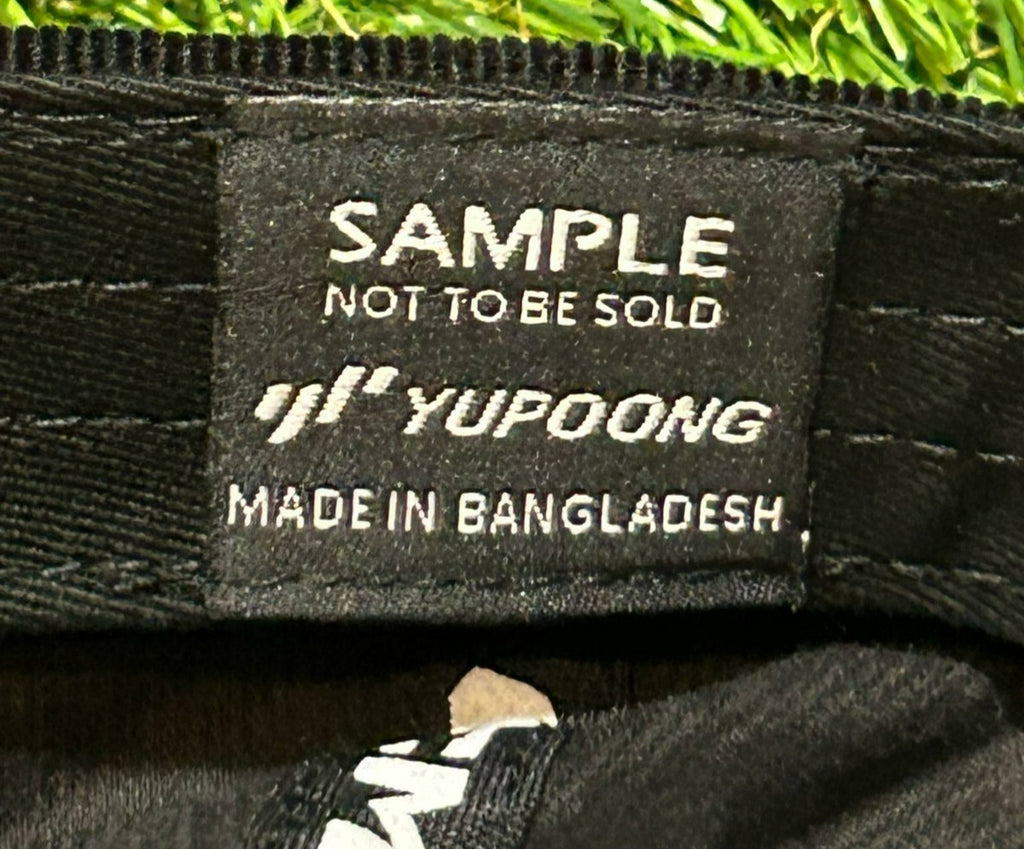 SAMPLE
NOT TO BE SOLD
YUPOONG
MADE IN BANGLADESH